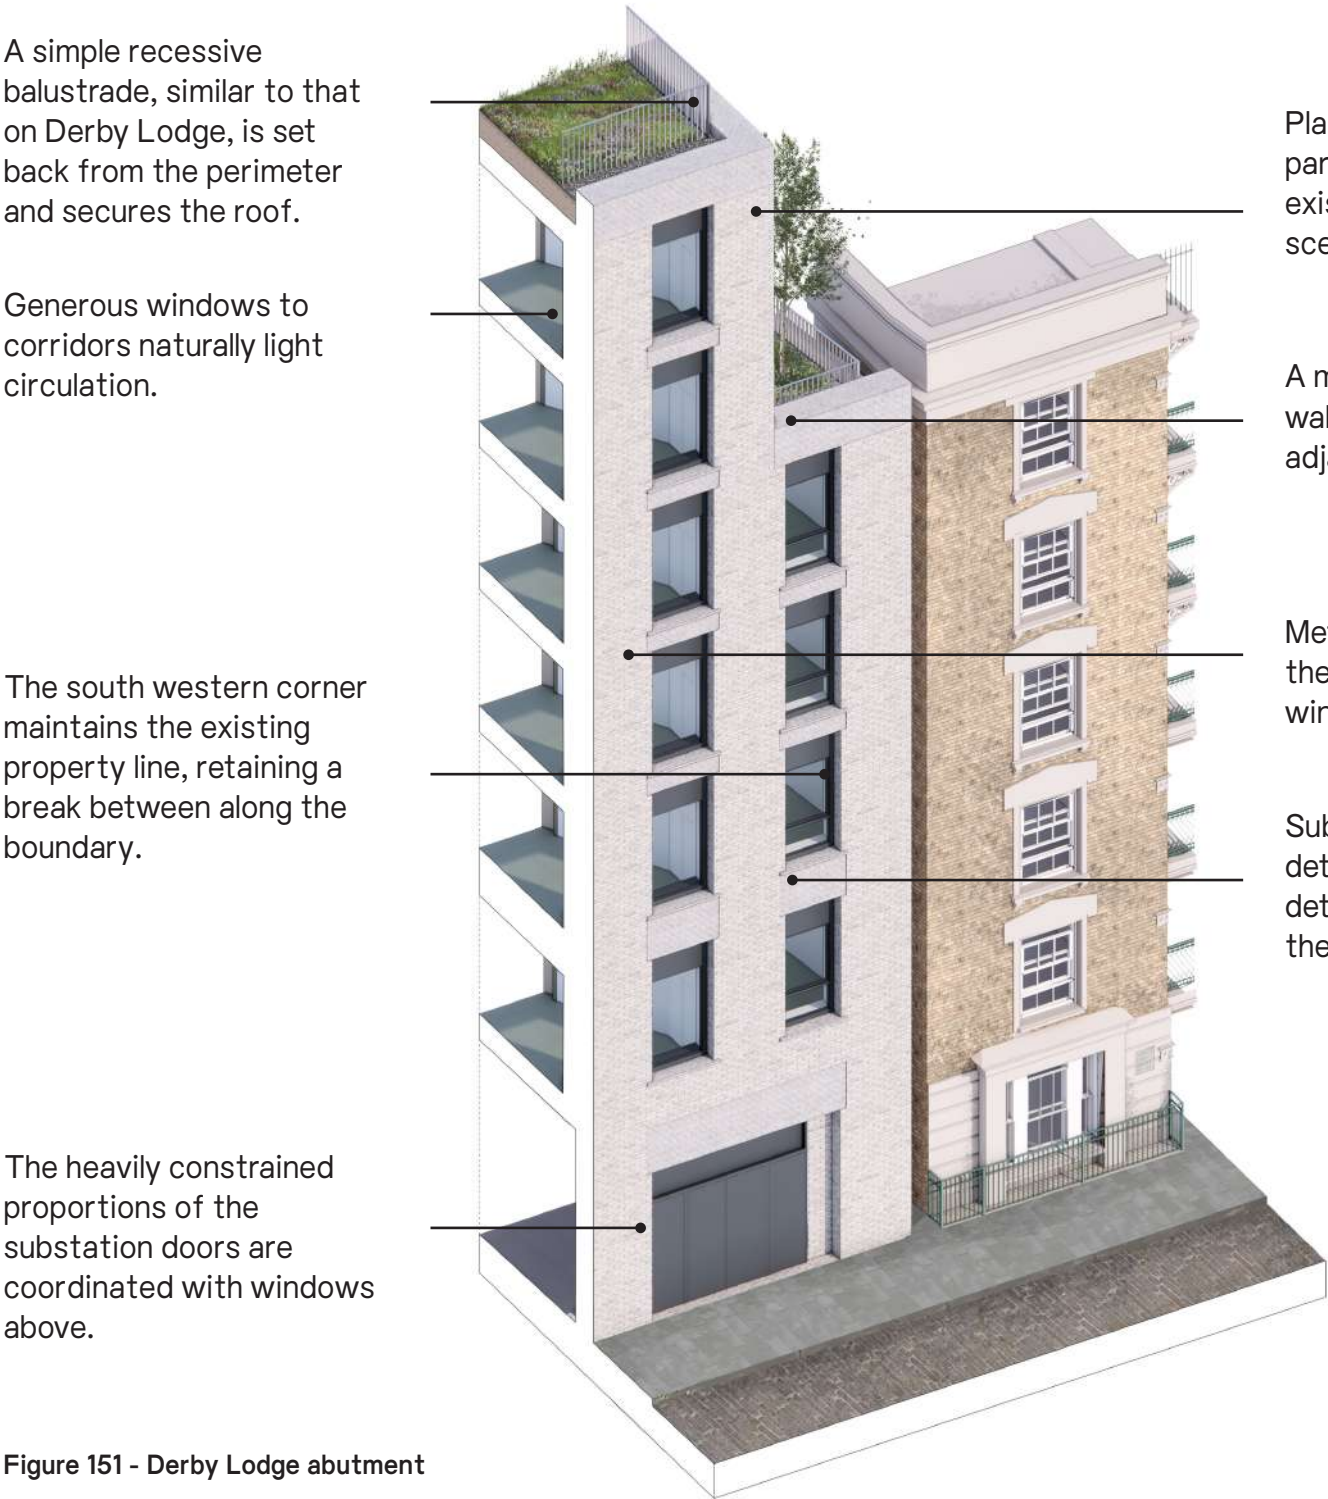 A simple recessive
balustrade, similar to that
on Derby Lodge, is set
back from the perimeter
and secures the roof.
Generous windows to
corridors naturally light
circulation.
The south western corner
maintains the existing
property line, retaining a
break between along the
boundary.
The heavily constrained
proportions of the
substation doors are
coordinated with windows
above.
Figure 151 - Derby Lodge abutment
Pla
par
exis
sce
A m
wal
adja
Met
the
win
Sub
det
det
the